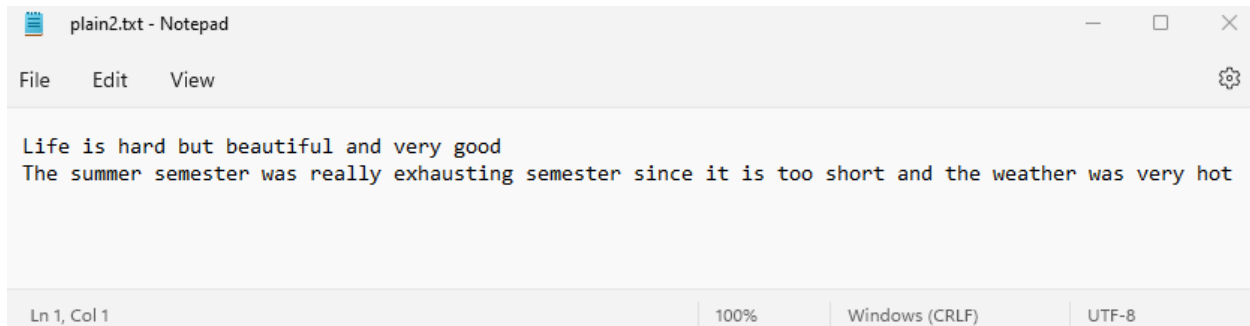 plain2.txt - Notepad
File Edit View
Life is hard but beautiful and very good
The summer semester was really exhausting semester since it is too short and the weather was very hot
Ln 1, Col 1 100% Windows (CRLF) UTF-8